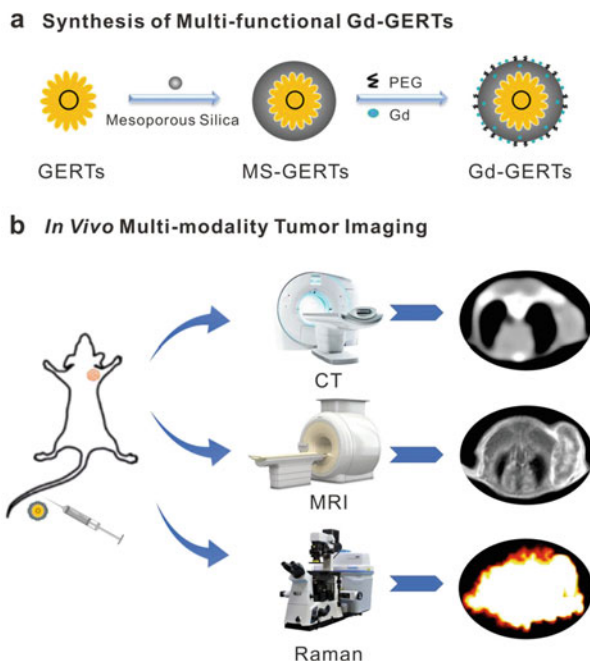 a Synthesis of Multi-functional Gd-GERTs
PEG
Mesoporous Silica
Gd
GERTs
MS-GERTs
Gd-GERTs
b In Vivo Multi-modality Tumor Imaging
CT
MRI
Raman